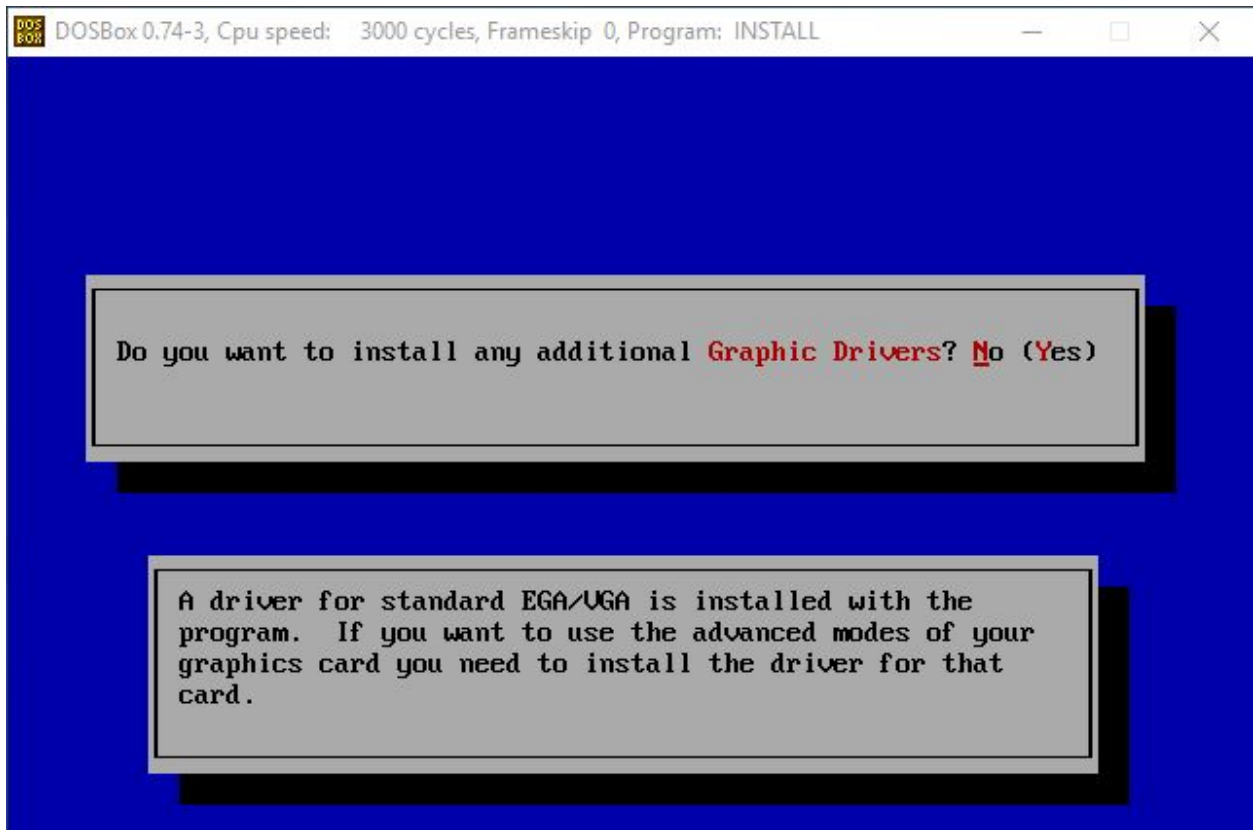 DOS BOX DOSBox 0.74-3, Cpu speed: 3000 cycles, Frameskip 0, Program: INSTALL
Do you want to install any additional Graphic Drivers? No (Yes)
A driver for standard EGA/VGA is installed with the
program. If you want to use the advanced modes of your
graphics card you need to install the driver for that
card.